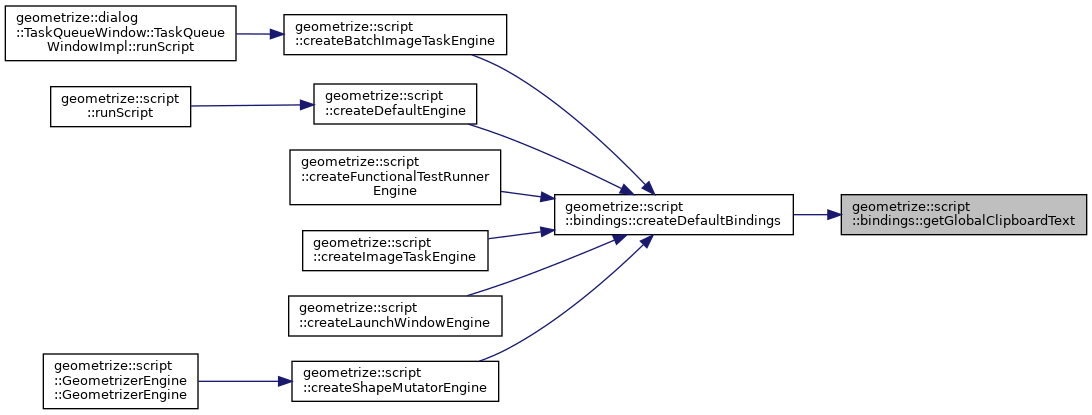 geometrize::dialog
::TaskQueueWindow::TaskQueue
WindowImpl::runScript
geometrize::script
::createBatchImageTaskEngine
geometrize::script
::runScript
geometrize::script
::createDefaultEngine
geometrize::script
::createFunctionalTestRunner
Engine
geometrize::script
::createImageTaskEngine
geometrize::script
::createLaunchWindowEngine
geometrize::script
::GeometrizerEngine
::GeometrizerEngine
geometrize::script
::createShapeMutatorEngine
geometrize::script
::bindings::createDefaultBindings
geometrize::script
::bindings::getGlobalClipboardText